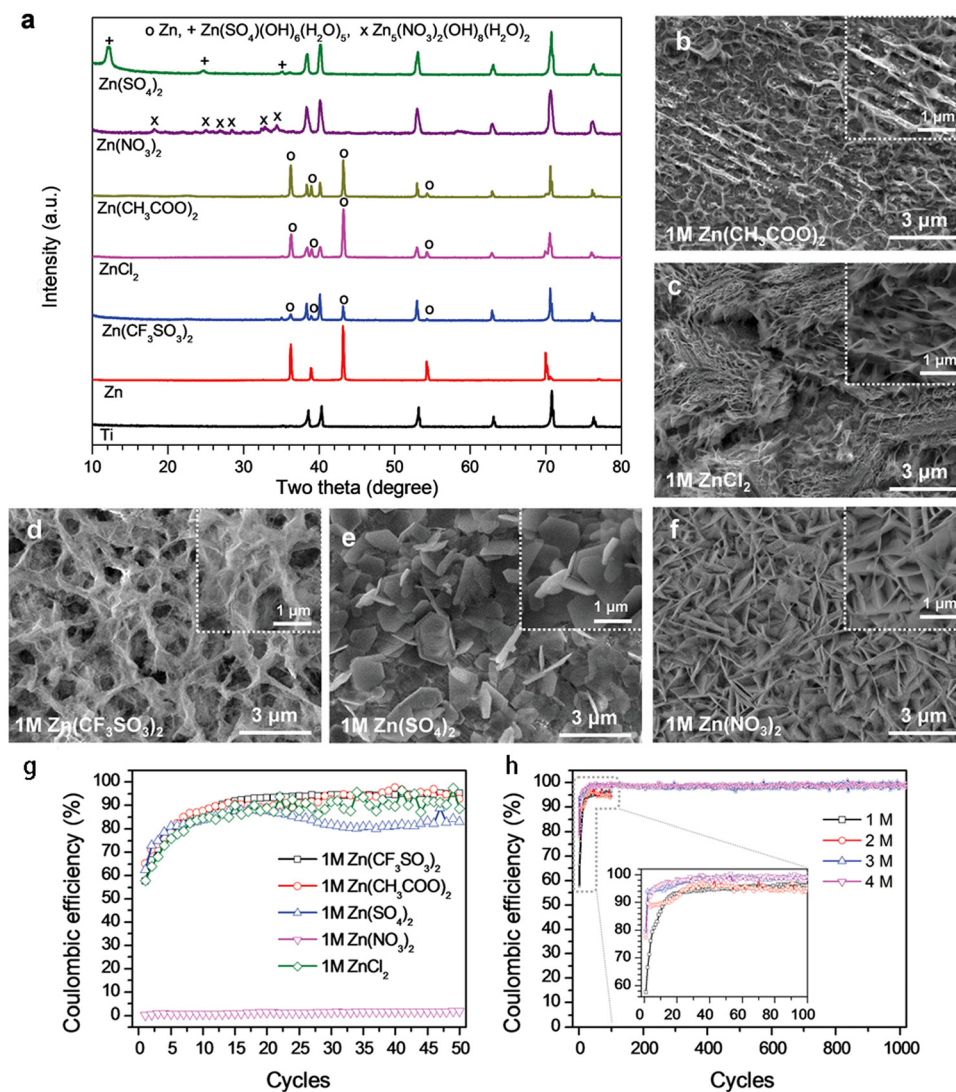 a
o Zn, + Zn(SO₄)(OH)₆(H₂O)₅, x Zn₅(NO₃)₂(OH)₈(H₂O)₂
+
+
+
Zn(SO₄)₂
x x x x x x
Zn(NO₃)₂
o o o o
Zn(CH₃COO)₂
o o o o
ZnCl₂
o o o o
Zn(CF₃SO₃)₂
Zn
Ti
Intensity (a.u.)
10 20 30 40 50 60 70 80
Two theta (degree)
b
1 µm
1M Zn(CH₃COO)₂
3 µm
c
1 µm
1M ZnCl₂
3 µm
d
1 µm
1M Zn(CF₃SO₃)₂
3 µm
e
1 µm
1M Zn(SO₄)₂
3 µm
f
1 µm
1M Zn(NO₃)₂
3 µm
g
Coulombic efficiency (%)
100
90
80
70
60
50
40
30
20
10
0
1M Zn(CF₃SO₃)₂
1M Zn(CH₃COO)₂
1M Zn(SO₄)₂
1M Zn(NO₃)₂
1M ZnCl₂
0 5 10 15 20 25 30 35 40 45 50
Cycles
h
Coulombic efficiency (%)
100
90
80
70
60
50
40
30
20
10
0
1 M
2 M
3 M
4 M
100
90
80
70
60
0 20 40 60 80 100
0 200 400 600 800 1000
Cycles